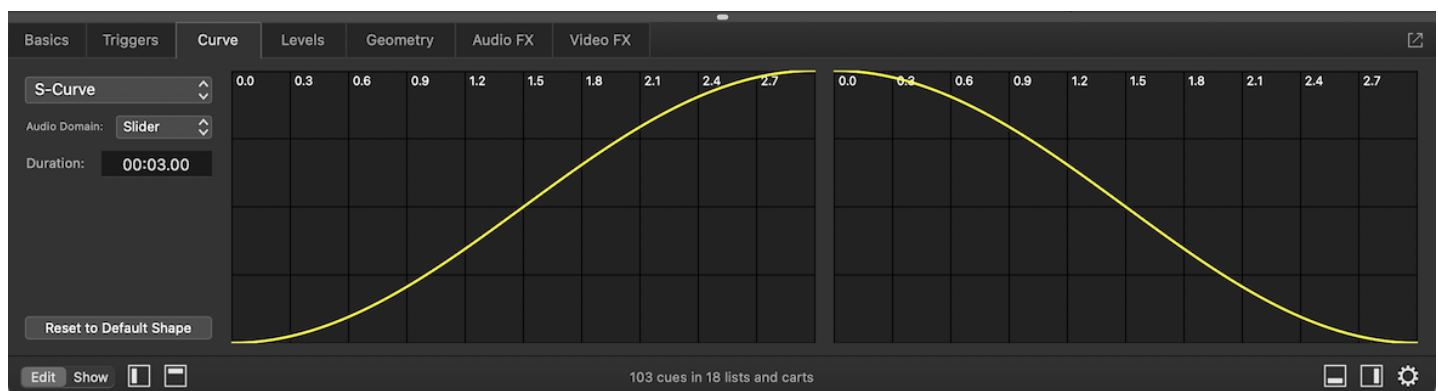 Basics Triggers Curve Levels Geometry Audio FX Video FX
S-Curve
Audio Domain: Slider
Duration: 00:03.00
Reset to Default Shape
0.0 0.3 0.6 0.9 1.2 1.5 1.8 2.1 2.4 2.7
0.0 0.3 0.6 0.9 1.2 1.5 1.8 2.1 2.4 2.7
Edit Show
103 cues in 18 lists and carts